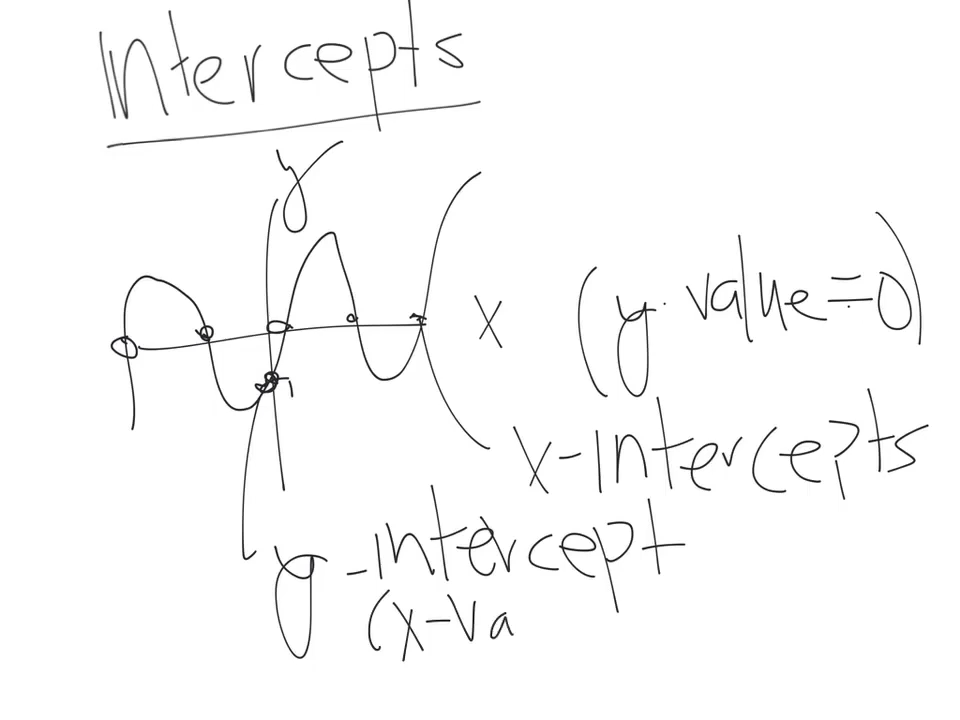 Intercepts
y
x (y-value=0)
x-intercepts
y-intercept
(x-va